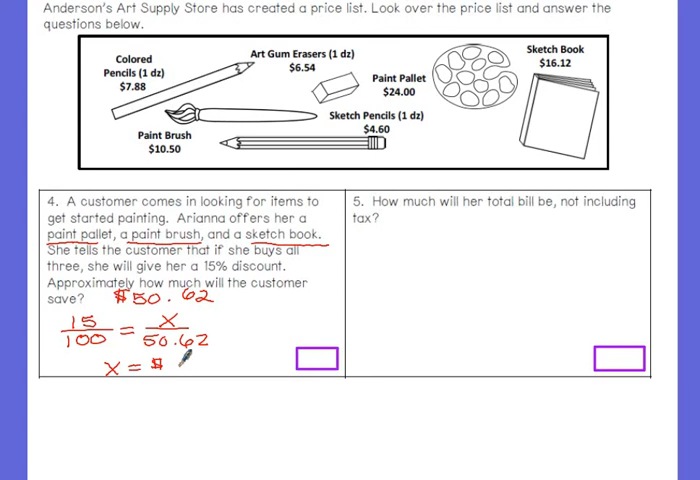 Anderson's Art Supply Store has created a price list. Look over the price list and answer the
questions below.
Colored
Pencils (1 dz)
$7.88
Art Gum Erasers (1 dz)
$6.54
Paint Pallet
$24.00
Sketch Book
$16.12
Paint Brush
$10.50
Sketch Pencils (1 dz)
$4.60
4. A customer comes in looking for items to
get started painting. Arianna offers her a
paint pallet, a paint brush, and a sketch book.
She tells the customer that if she buys all
three, she will give her a 15% discount.
Approximately how much will the customer
save? $50.62
15/100 = x/50.62
x = $
5. How much will her total bill be, not including
tax?